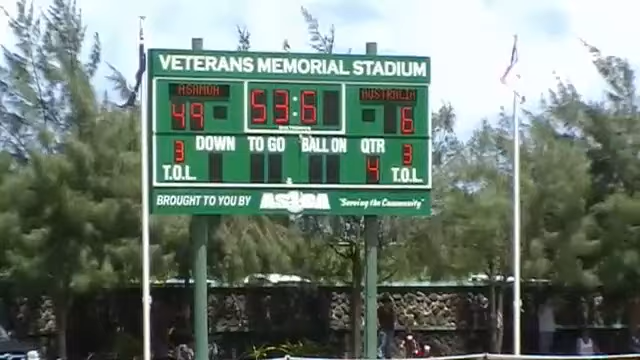 VETERANS MEMORIAL STADIUM
ASAMOA AUSTRALIA
49 53:6 6
3 DOWN TO GO BALL ON QTR 3
T.O.L. 4 T.O.L.
BROUGHT TO YOU BY ASPA "Serving the Community"